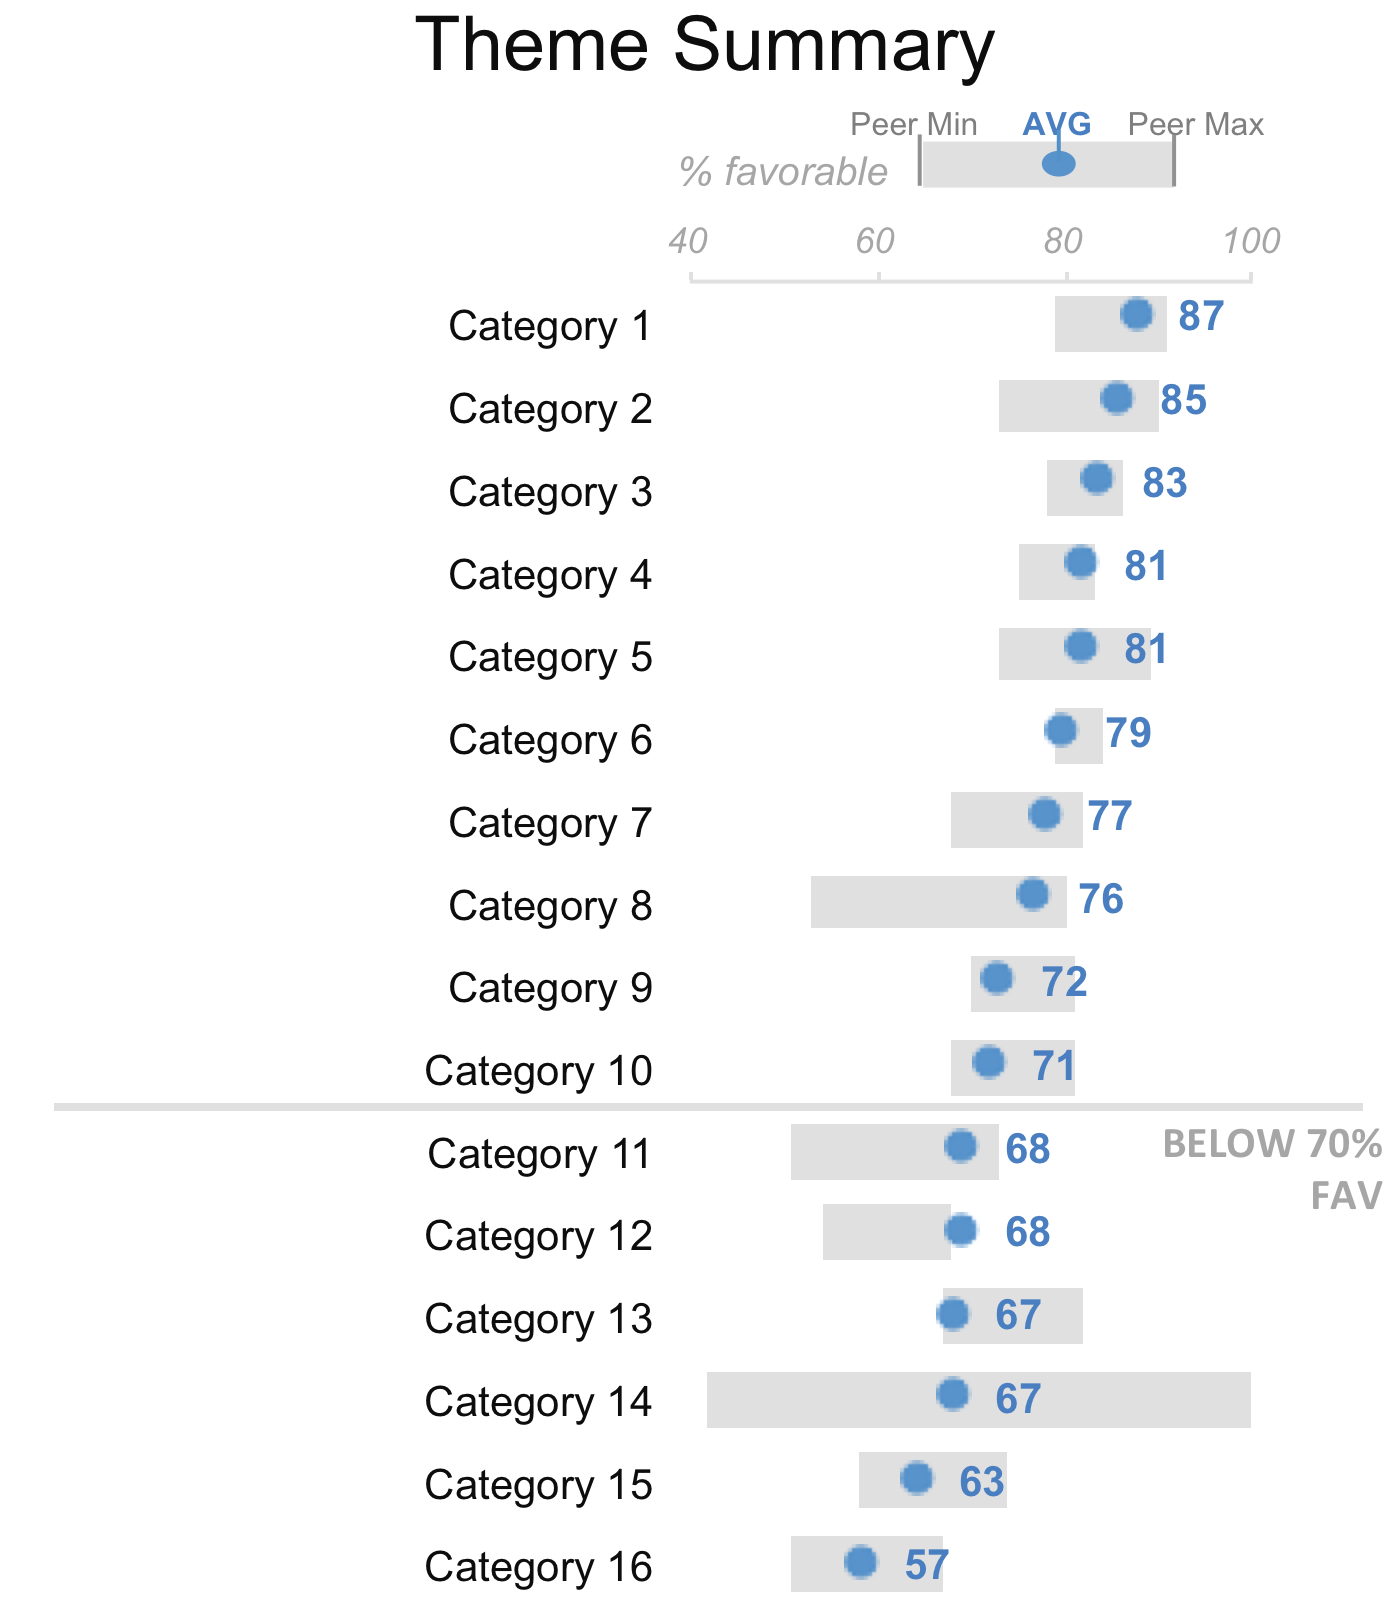 Theme Summary
Peer Min AVG Peer Max
% favorable
40 60 80 100
Category 1 87
Category 2 85
Category 3 83
Category 4 81
Category 5 81
Category 6 79
Category 7 77
Category 8 76
Category 9 72
Category 10 71
Category 11 68 BELOW 70%
FAV
Category 12 68
Category 13 67
Category 14 67
Category 15 63
Category 16 57